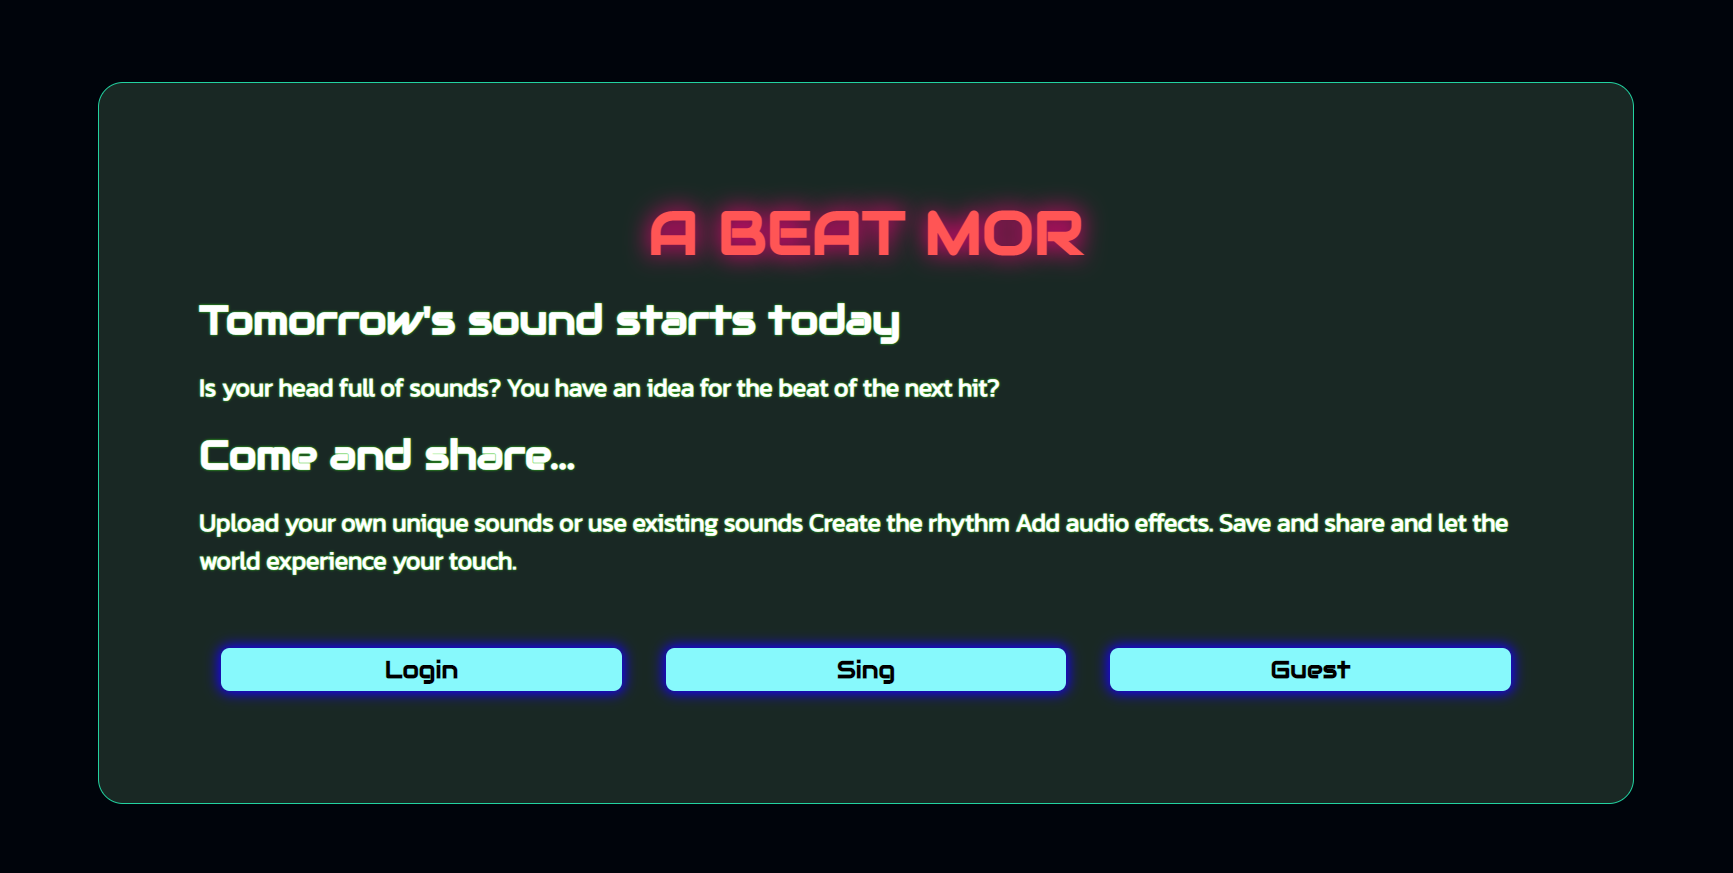 A BEAT MOR
Tomorrow's sound starts today
Is your head full of sounds? You have an idea for the beat of the next hit?
Come and share...
Upload your own unique sounds or use existing sounds Create the rhythm Add audio effects. Save and share and let the
world experience your touch.
Login
Sing
Guest